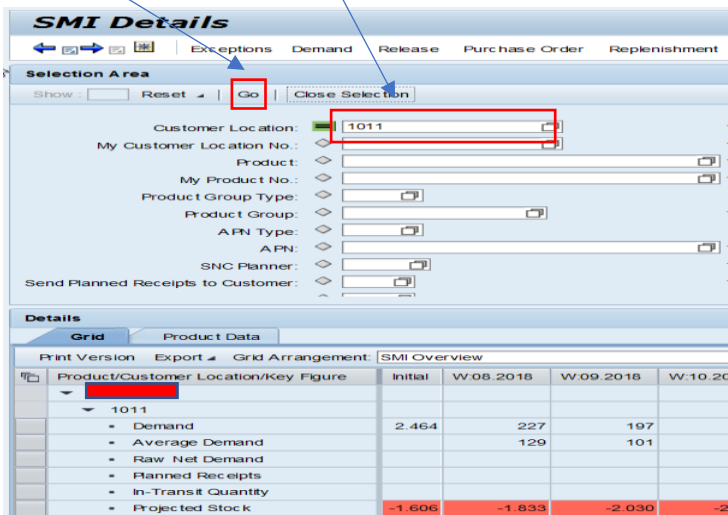 SMI Details
Exceptions Demand Release Purchase Order Replenishment
Selection Area
Show: Reset | Go | Close Selection
Customer Location: 1011
My Customer Location No.:
Product:
My Product No.:
Product Group Type:
Product Group:
APN Type:
APN:
SNC Planner:
Send Planned Receipts to Customer:
Details
Grid Product Data
Print Version Export Grid Arrangement: SMI Overview
Product/Customer Location/Key Figure Initial W:08.2018 W:09.2018 W:10.20
1011
Demand 2.464 227 197
Average Demand 129 101
Raw Net Demand
Planned Receipts
In-Transit Quantity
Projected Stock -1.606 -1.833 -2.030 -2